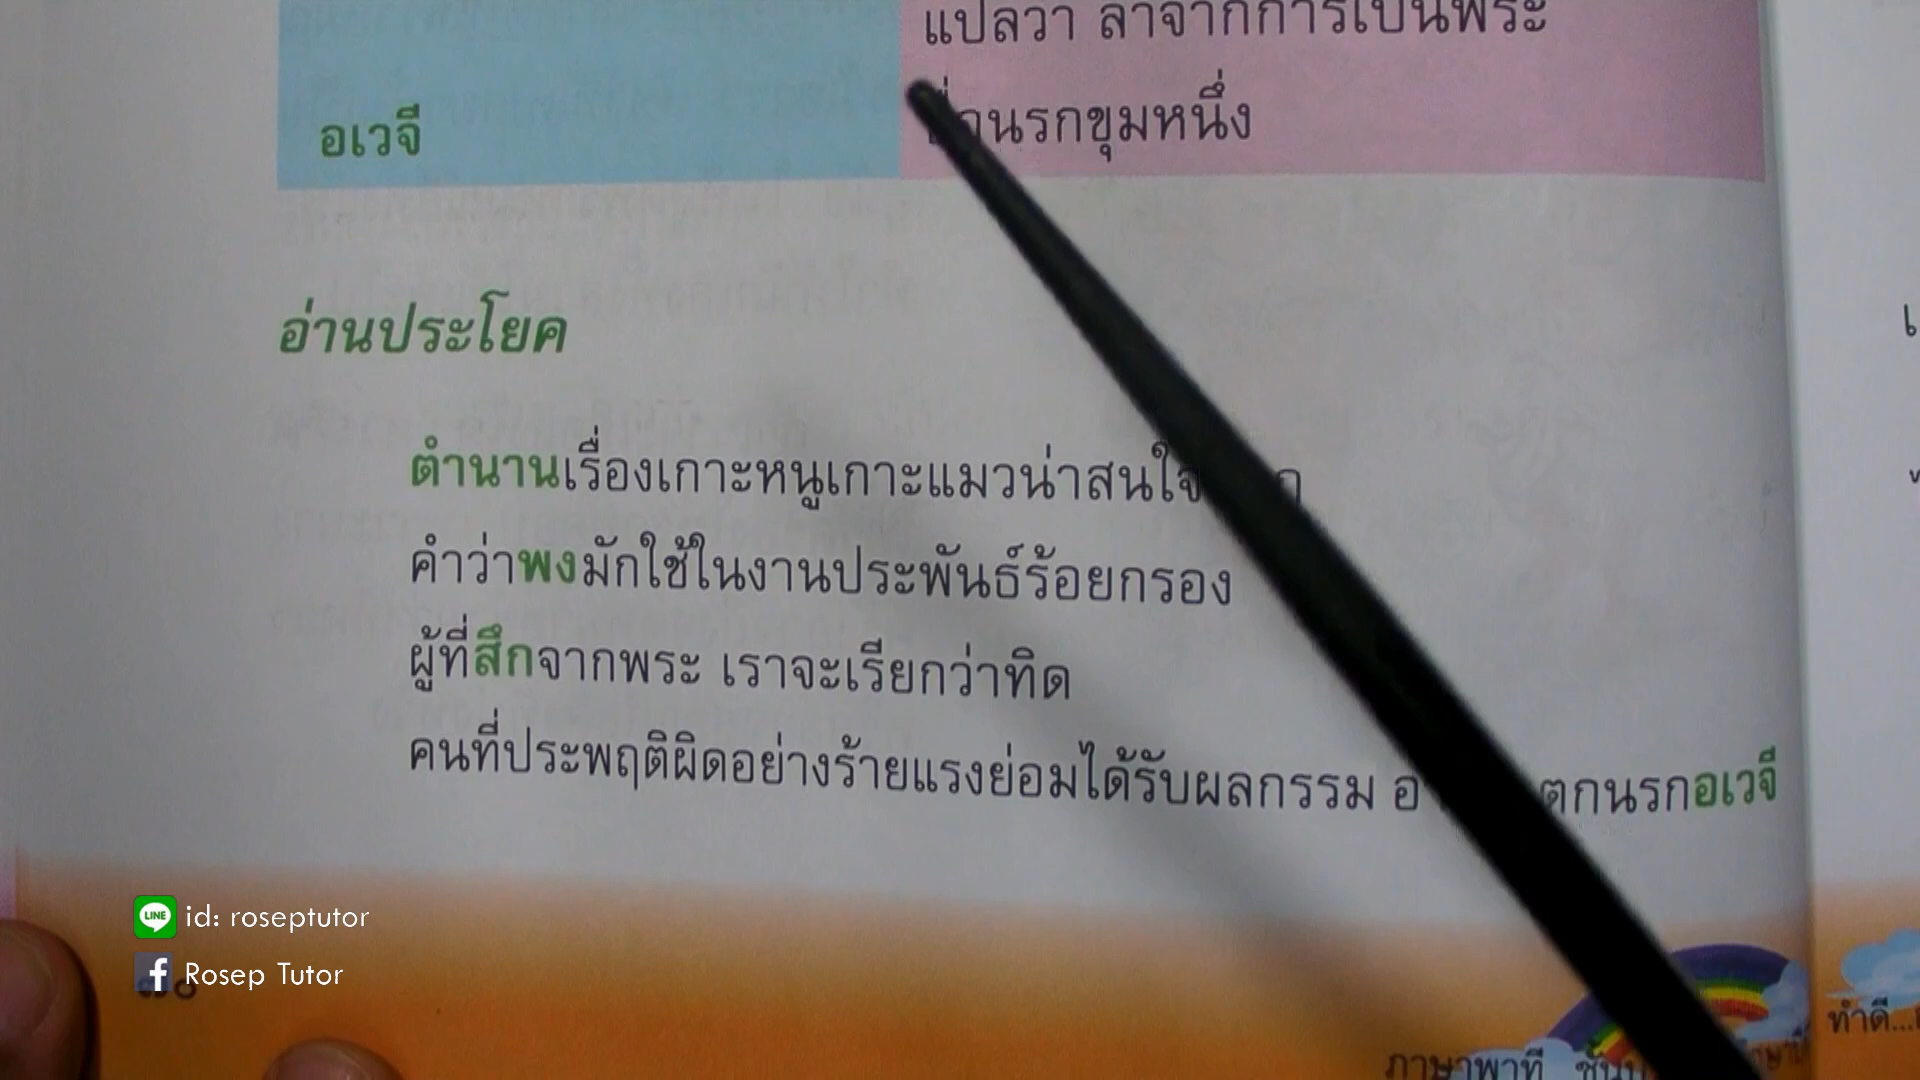 แปลว่า ลาจากการเป็นพระ
อเวจี
นรกขุมหนึ่ง
อ่านประโยค
ตำนานเรื่องเกาะหนูเกาะแมวน่าสนใจ
คำว่าพงมักใช้ในงานประพันธ์ร้อยกรอง
ผู้ที่สึกจากพระ เราจะเรียกว่าทิด
คนที่ประพฤติผิดอย่างร้ายแรงย่อมได้รับผลกรรม ตกนรกอเวจี
LINE
id: roseptutor
Rosep Tutor
ภาษาพาที
ทำดี...